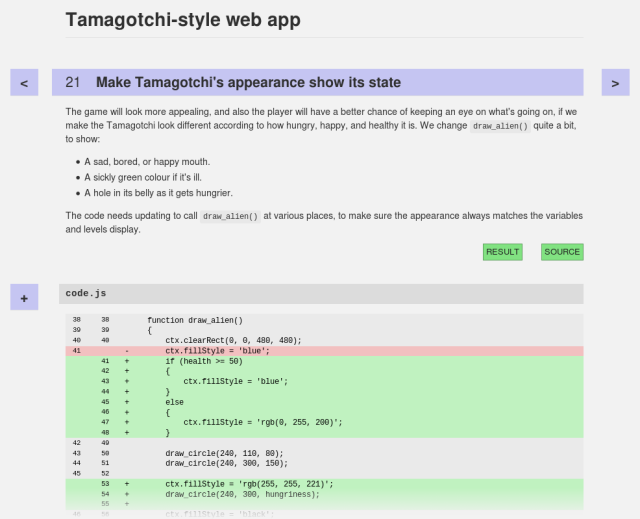 Tamagotchi-style web app
<
21 Make Tamagotchi's appearance show its state
>
The game will look more appealing, and also the player will have a better chance of keeping an eye on what's going on, if we
make the Tamagotchi look different according to how hungry, happy, and healthy it is. We change draw_alien() quite a bit,
to show:
• A sad, bored, or happy mouth.
• A sickly green colour if it's ill.
• A hole in its belly as it gets hungrier.
The code needs updating to call draw_alien() at various places, to make sure the appearance always matches the variables
and levels display.
RESULT SOURCE
+
code.js
38 38 function draw_alien()
39 39 {
40 40 ctx.clearRect(0, 0, 480, 480);
41 - ctx.fillStyle = 'blue';
41 + if (health >= 50)
42 + {
43 + ctx.fillStyle = 'blue';
44 + }
45 + else
46 + {
47 + ctx.fillStyle = 'rgb(0, 255, 200)';
48 + }
42 49
43 50 draw_circle(240, 110, 80);
44 51 draw_circle(240, 300, 150);
45 52
53 + ctx.fillStyle = 'rgb(255, 255, 221)';
54 + draw_circle(240, 300, hungriness);
55 +
46 56 ctx.fillStyle = 'black';